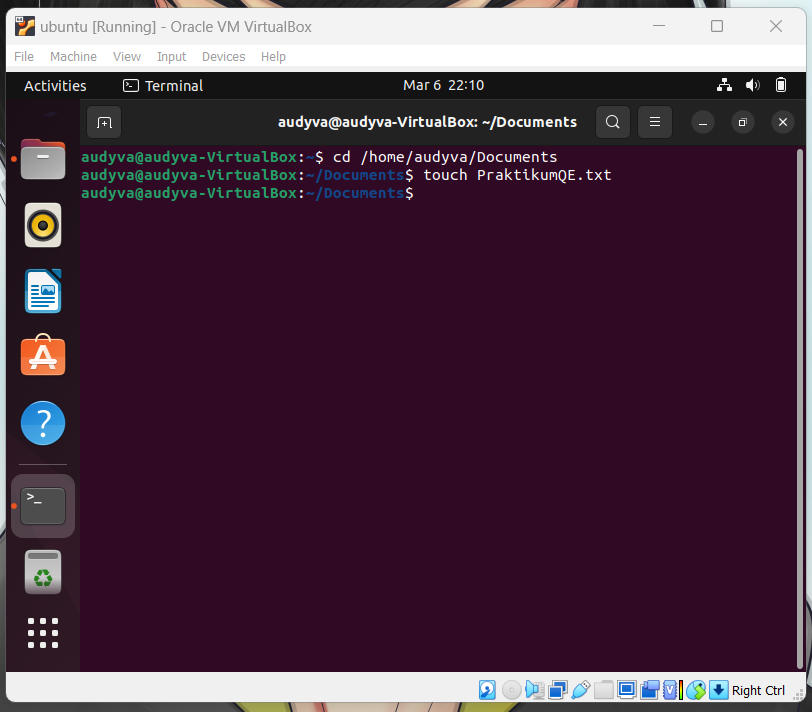 ubuntu [Running] - Oracle VM VirtualBox
File Machine View Input Devices Help
Activities Terminal Mar 6 22:10
audyva@audyva-VirtualBox: ~/Documents
audyva@audyva-VirtualBox:~$ cd /home/audyva/Documents
audyva@audyva-VirtualBox:~/Documents$ touch PraktikumQE.txt
audyva@audyva-VirtualBox:~/Documents$
Right Ctrl